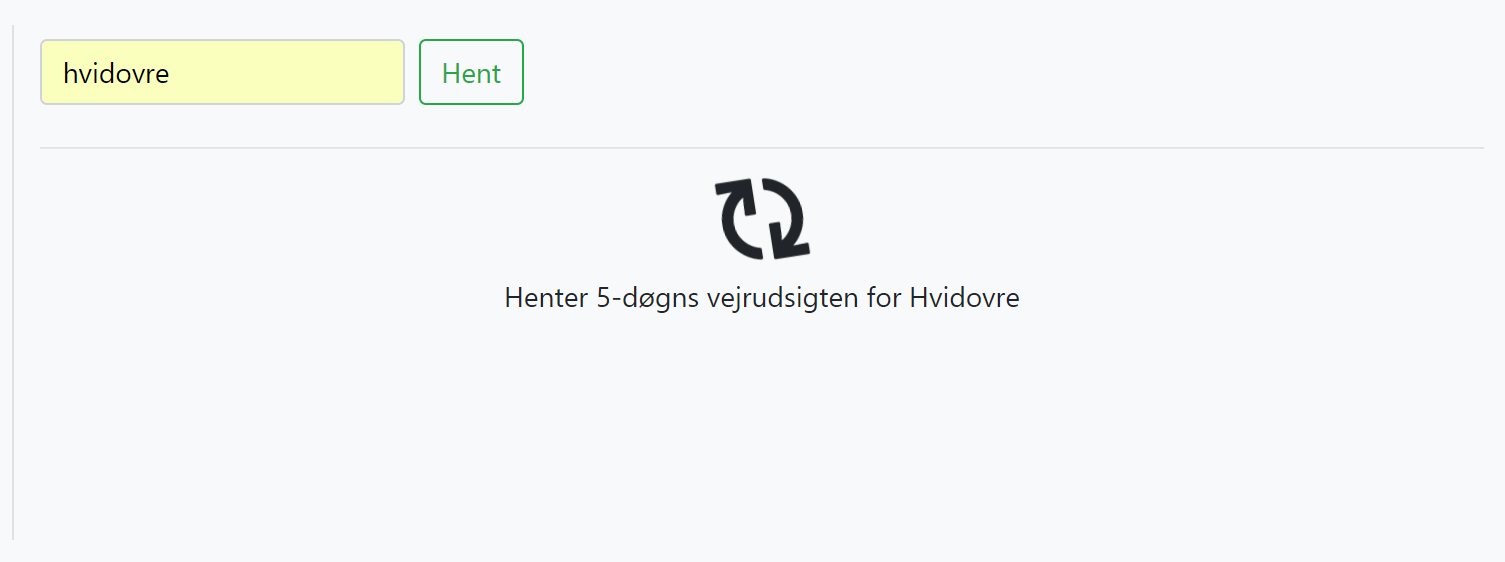 hvidovre
Hent
Henter 5-døgns vejrudsigten for Hvidovre